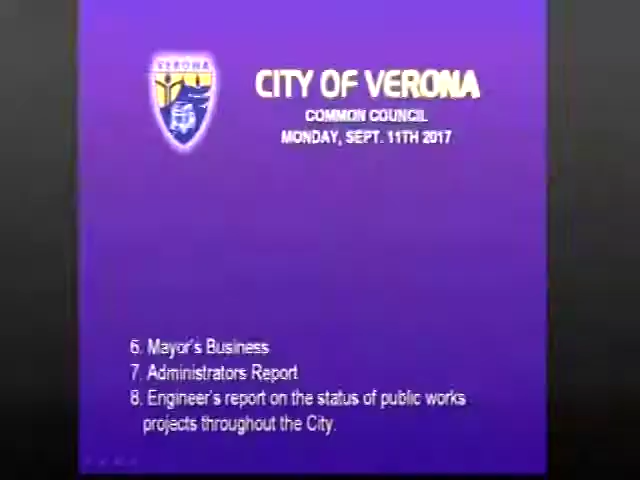 VERONA
CITY OF VERONA
COMMON COUNCIL
MONDAY, SEPT. 11TH 2017
6. Mayor's Business
7. Administrators Report
8. Engineer's report on the status of public works
projects throughout the City.